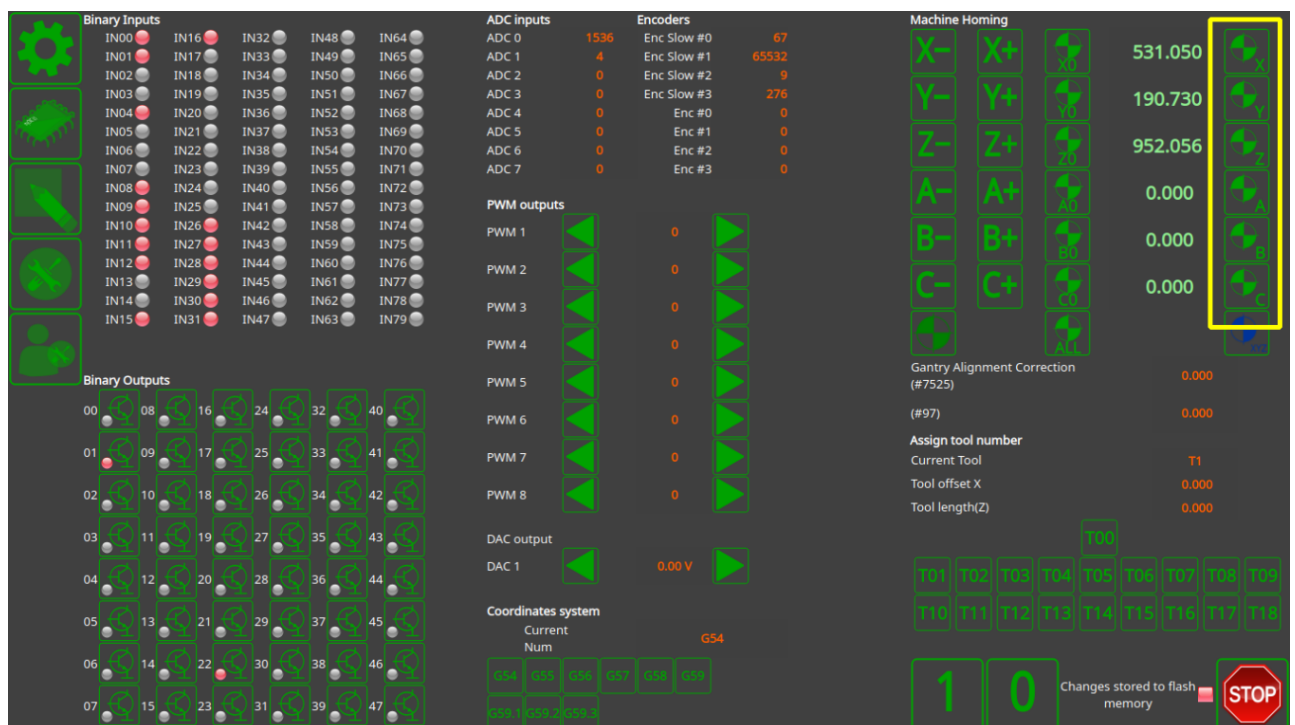 Binary Inputs
IN00 IN16 IN32 IN48 IN64
IN01 IN17 IN33 IN49 IN65
IN02 IN18 IN34 IN50 IN66
IN03 IN19 IN35 IN51 IN67
IN04 IN20 IN36 IN52 IN68
IN05 IN21 IN37 IN53 IN69
IN06 IN22 IN38 IN54 IN70
IN07 IN23 IN39 IN55 IN71
IN08 IN24 IN40 IN56 IN72
IN09 IN25 IN41 IN57 IN73
IN10 IN26 IN42 IN58 IN74
IN11 IN27 IN43 IN59 IN75
IN12 IN28 IN44 IN60 IN76
IN13 IN29 IN45 IN61 IN77
IN14 IN30 IN46 IN62 IN78
IN15 IN31 IN47 IN63 IN79
Binary Outputs
00 08 16 24 32 40
01 09 17 25 33 41
02 10 18 26 34 42
03 11 19 27 35 43
04 12 20 28 36 44
05 13 21 29 37 45
06 14 22 30 38 46
07 15 23 31 39 47
ADC inputs Encoders
ADC 0 1536 Enc Slow #0 67
ADC 1 4 Enc Slow #1 65532
ADC 2 0 Enc Slow #2 9
ADC 3 0 Enc Slow #3 276
ADC 4 0 Enc #0 0
ADC 5 0 Enc #1 0
ADC 6 0 Enc #2 0
ADC 7 0 Enc #3 0
PWM outputs
PWM 1 0
PWM 2 0
PWM 3 0
PWM 4 0
PWM 5 0
PWM 6 0
PWM 7 0
PWM 8 0
DAC output
DAC 1 0.00 V
Coordinates system
Current
Num
G54
G54 G55 G56 G57 G58 G59
G59.1 G59.2 G59.3
Machine Homing
X- X+ X0 531.050 X
Y- Y+ Y0 190.730 Y
Z- Z+ Z0 952.056 Z
A- A+ A0 0.000 A
B- B+ B0 0.000 B
C- C+ C0 0.000 C
ALL XYZ
Gantry Alignment Correction
(#7525)
0.000
(#97) 0.000
Assign tool number
Current Tool T1
Tool offset X 0.000
Tool length(Z) 0.000
T00
T01 T02 T03 T04 T05 T06 T07 T08 T09
T10 T11 T12 T13 T14 T15 T16 T17 T18
1 0
Changes stored to flash
memory
STOP